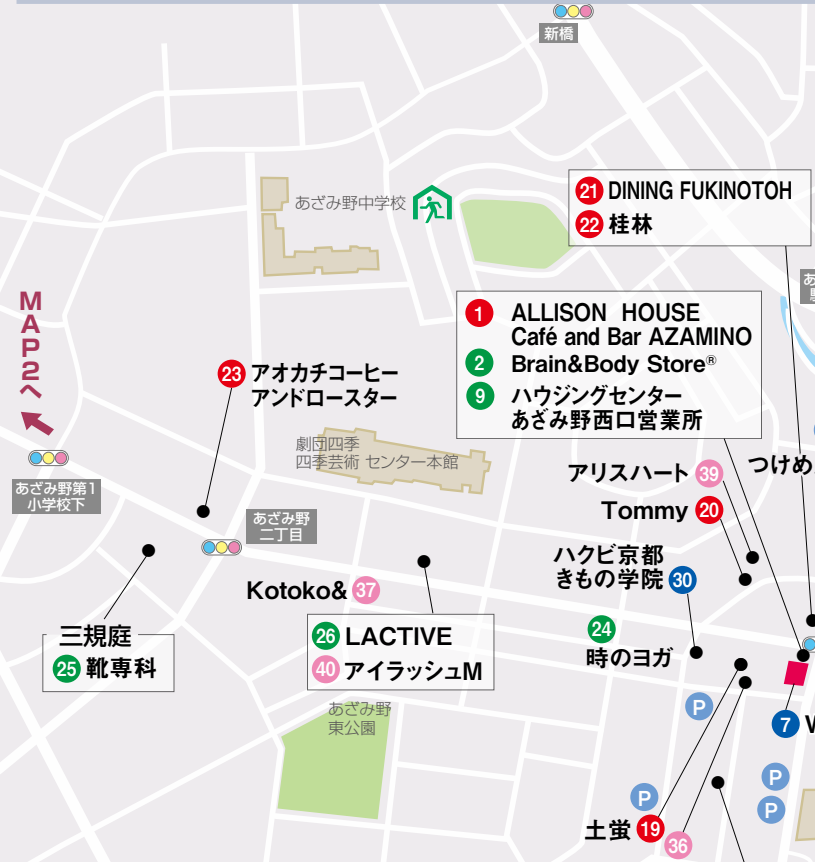 新橋
あざみ野中学校
21 DINING FUKINOTOH
22 桂林
MAP2へ
1 ALLISON HOUSE
Café and Bar AZAMINO
2 Brain&Body Store®
9 ハウジングセンター
あざみ野西口営業所
23 アオカチコーヒー
アンドロースター
劇団四季
四季芸術 センター本館
アリスハート 39
つけめ
Tommy 20
あざみ野第1
小学校下
あざみ野
二丁目
ハクビ京都
きもの学院 30
Kotoko& 37
26 LACTIVE
40 アイラッシュM
24
時のヨガ
三規庭
25 靴専科
あざみ野
東公園
P
7 W
P
P
P
土蛍 19
36